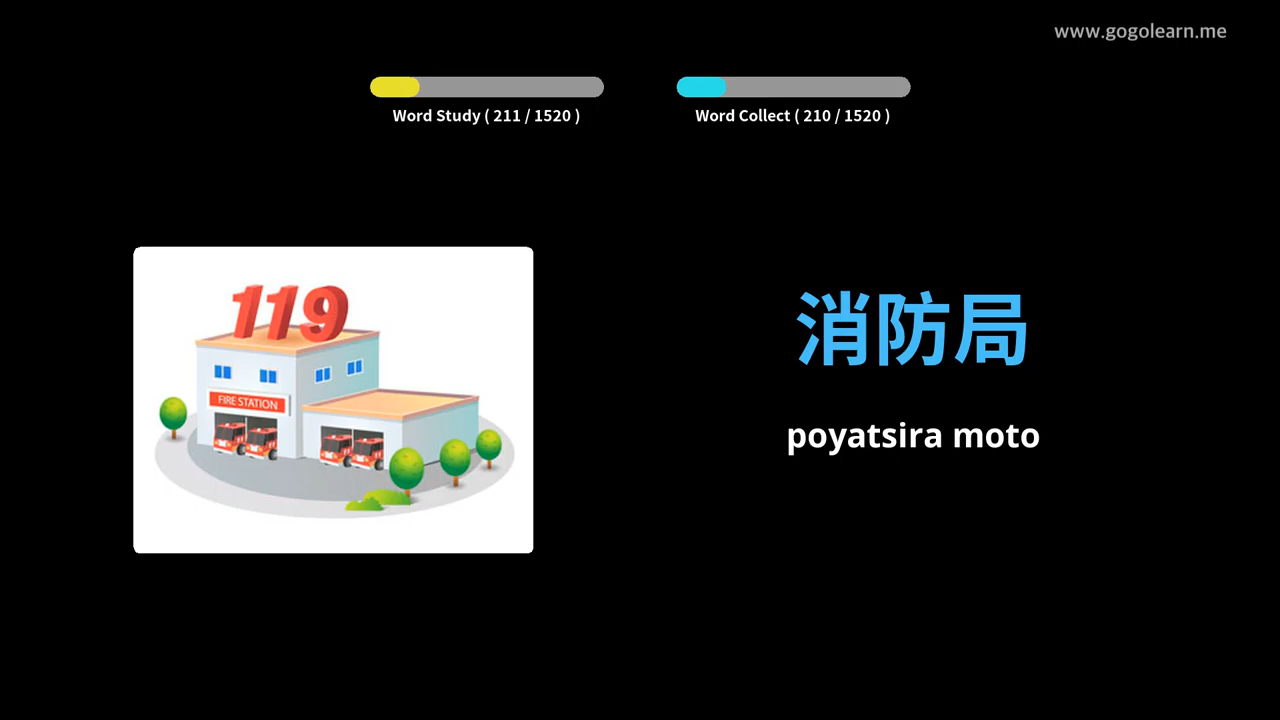 www.gogolearn.me
Word Study ( 211 / 1520 )
Word Collect ( 210 / 1520 )
119
FIRE STATION
消防局
poyatsira moto